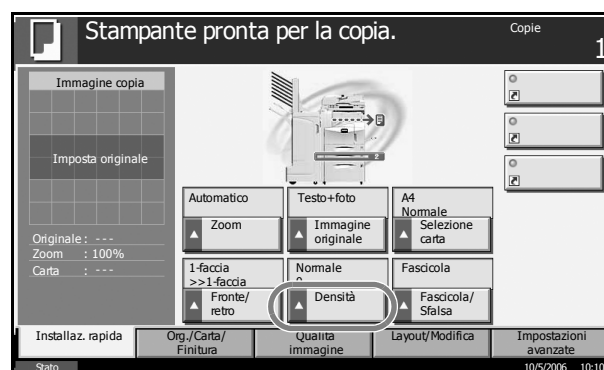 Stampante pronta per la copia.
Copie
1
Immagine copia
Imposta originale
Originale : ---
Zoom : 100%
Carta : ---
2
Automatico
Zoom
Testo+foto
Immagine
originale
A4
Normale
Selezione
carta
1-faccia
>>1-faccia
Fronte/
retro
Normale
Densità
Fascicola
Fascicola/
Sfalsa
Installaz. rapida
Org./Carta/
Finitura
Qualità
immagine
Layout/Modifica
Impostazioni
avanzate
Stato
10/5/2006 10:10